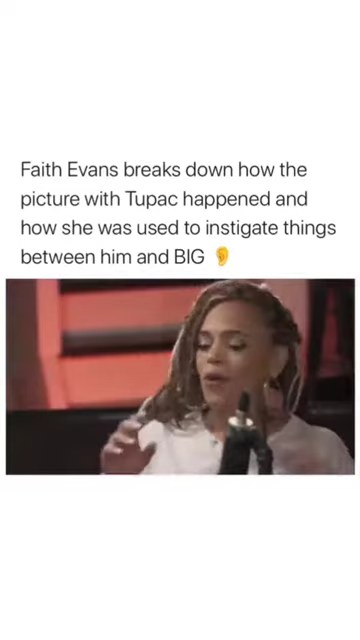 Faith Evans breaks down how the
picture with Tupac happened and
how she was used to instigate things
between him and BIG 👂